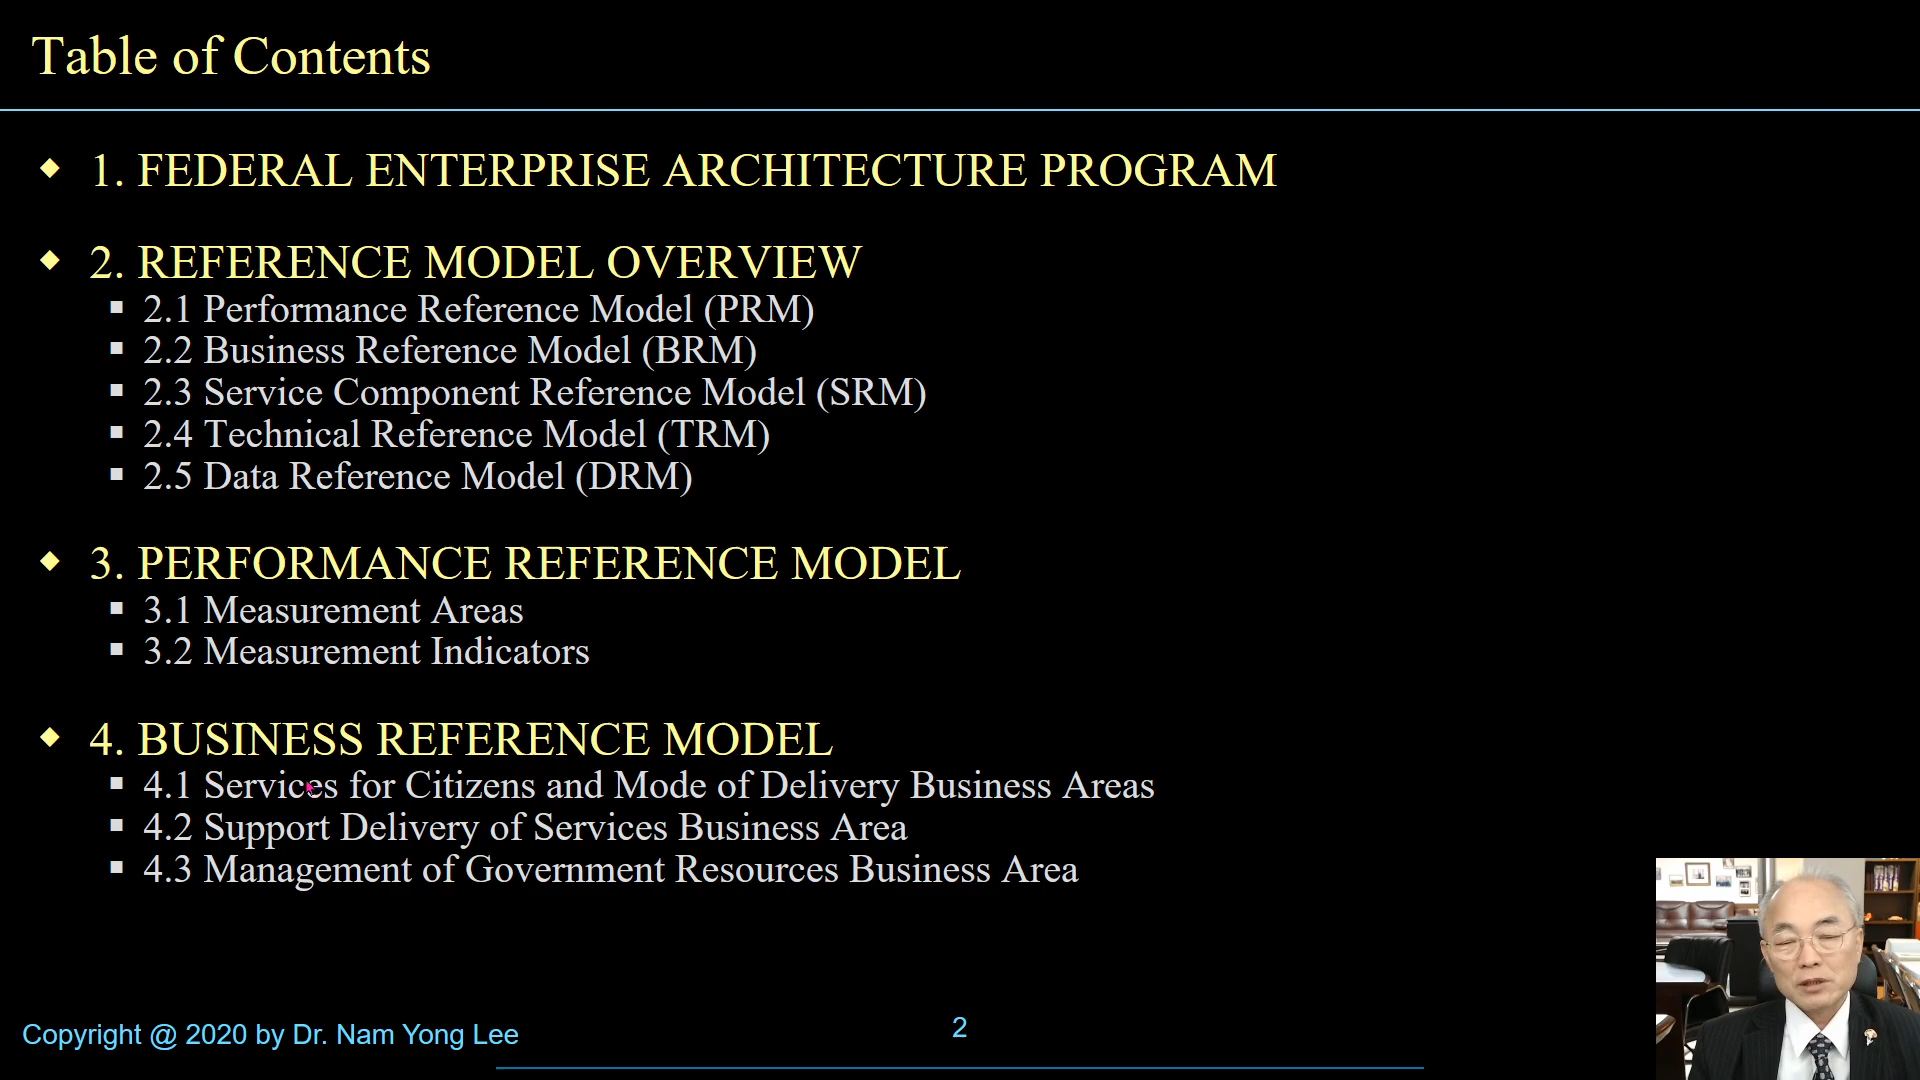 Table of Contents
1. FEDERAL ENTERPRISE ARCHITECTURE PROGRAM
2. REFERENCE MODEL OVERVIEW
2.1 Performance Reference Model (PRM)
2.2 Business Reference Model (BRM)
2.3 Service Component Reference Model (SRM)
2.4 Technical Reference Model (TRM)
2.5 Data Reference Model (DRM)
3. PERFORMANCE REFERENCE MODEL
3.1 Measurement Areas
3.2 Measurement Indicators
4. BUSINESS REFERENCE MODEL
4.1 Services for Citizens and Mode of Delivery Business Areas
4.2 Support Delivery of Services Business Area
4.3 Management of Government Resources Business Area
Copyright @ 2020 by Dr. Nam Yong Lee
2